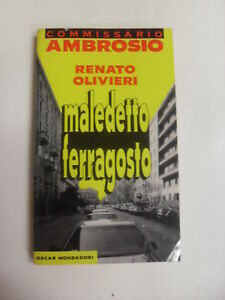 COMMISSARIO
AMBROSIO
RENATO
OLIVIERI
maledetto
ferragosto
OSCAR MONDADORI